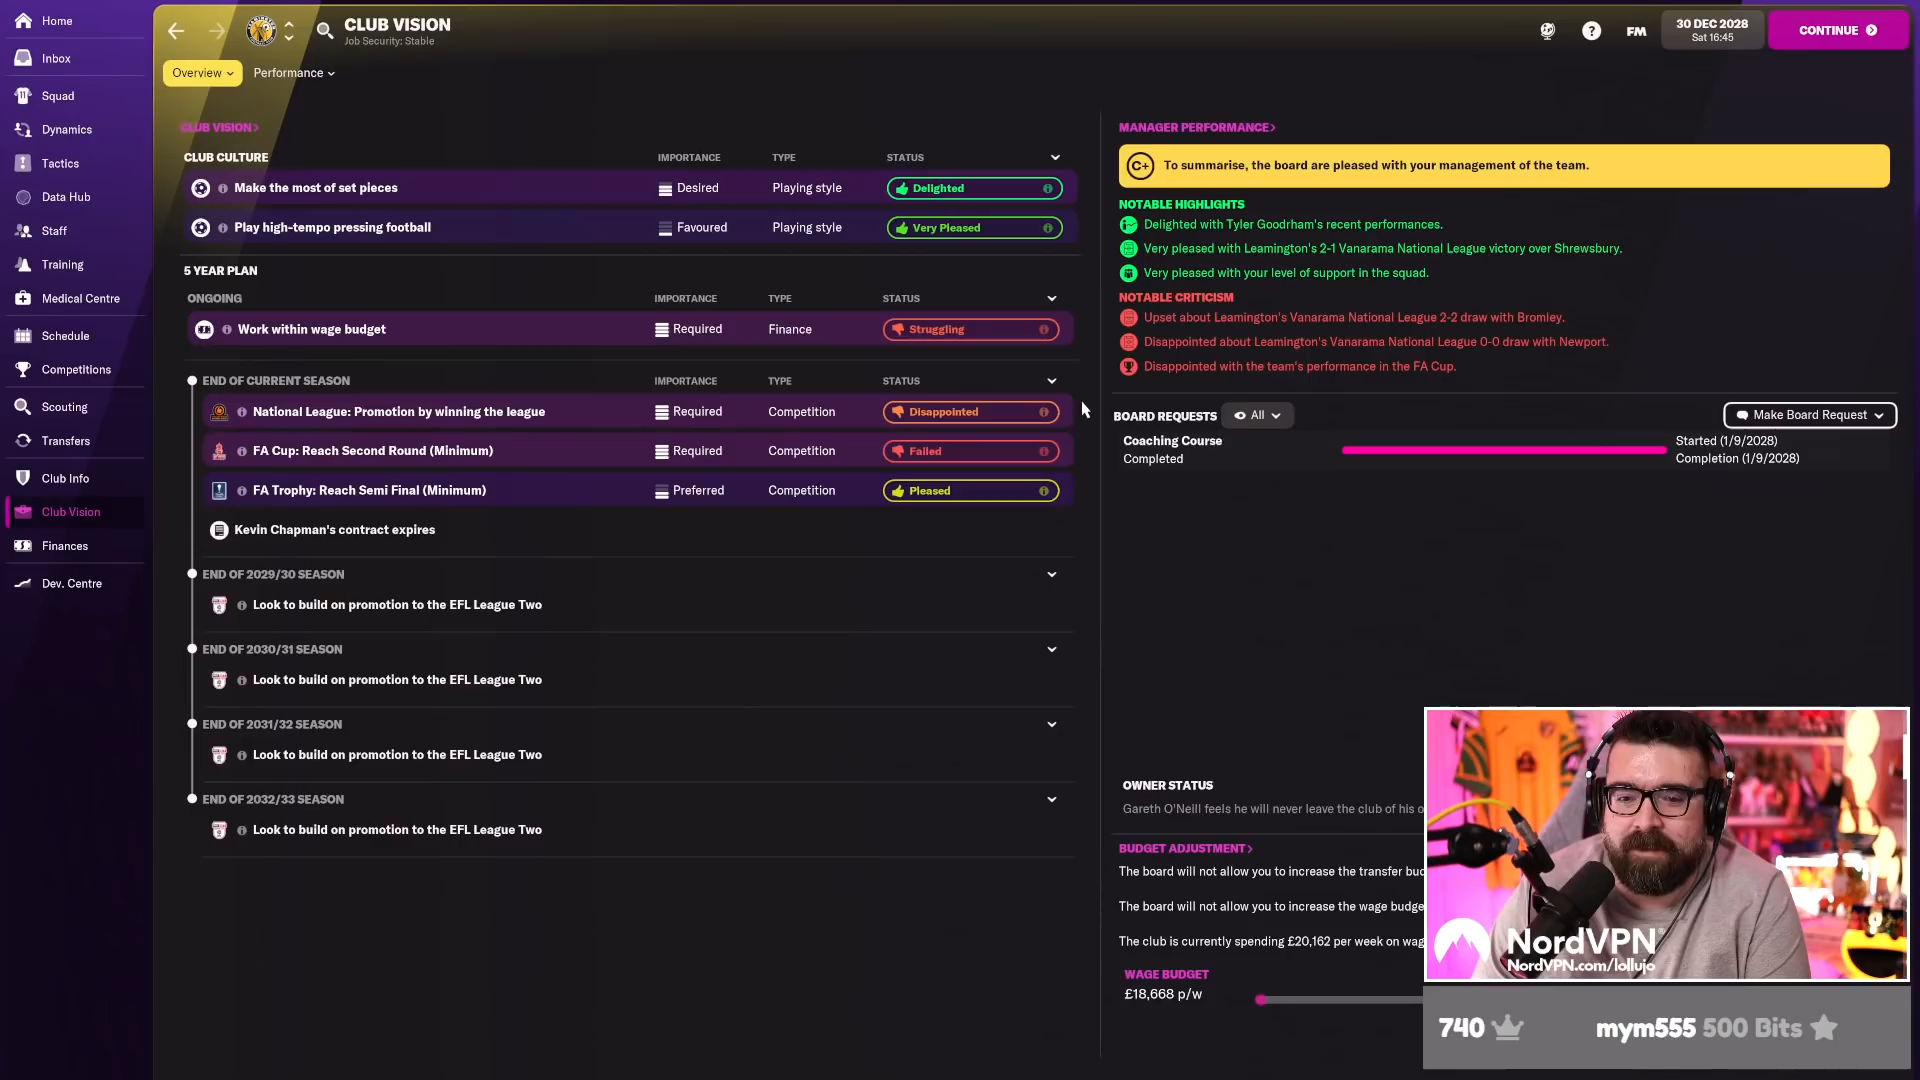 Home
Inbox
Squad
Dynamics
Tactics
Data Hub
Staff
Training
Medical Centre
Schedule
Competitions
Scouting
Transfers
Club Info
Club Vision
Finances
Dev. Centre
CLUB VISION
Job Security: Stable
FM
30 DEC 2028
Sat 16:45
CONTINUE
Overview
Performance
CLUB VISION>
CLUB CULTURE IMPORTANCE TYPE STATUS
Make the most of set pieces Desired Playing style Delighted
Play high-tempo pressing football Favoured Playing style Very Pleased
5 YEAR PLAN
ONGOING IMPORTANCE TYPE STATUS
Work within wage budget Required Finance Struggling
END OF CURRENT SEASON IMPORTANCE TYPE STATUS
National League: Promotion by winning the league Required Competition Disappointed
FA Cup: Reach Second Round (Minimum) Required Competition Failed
FA Trophy: Reach Semi Final (Minimum) Preferred Competition Pleased
Kevin Chapman's contract expires
END OF 2029/30 SEASON
Look to build on promotion to the EFL League Two
END OF 2030/31 SEASON
Look to build on promotion to the EFL League Two
END OF 2031/32 SEASON
Look to build on promotion to the EFL League Two
END OF 2032/33 SEASON
Look to build on promotion to the EFL League Two
MANAGER PERFORMANCE>
C+ To summarise, the board are pleased with your management of the team.
NOTABLE HIGHLIGHTS
Delighted with Tyler Goodrham's recent performances.
Very pleased with Leamington's 2-1 Vanarama National League victory over Shrewsbury.
Very pleased with your level of support in the squad.
NOTABLE CRITICISM
Upset about Leamington's Vanarama National League 2-2 draw with Bromley.
Disappointed about Leamington's Vanarama National League 0-0 draw with Newport.
Disappointed with the team's performance in the FA Cup.
BOARD REQUESTS All Make Board Request
Coaching Course Started (1/9/2028)
Completed Completion (1/9/2028)
OWNER STATUS
Gareth O'Neill feels he will never leave the club of his o
BUDGET ADJUSTMENT>
The board will not allow you to increase the transfer bud
The board will not allow you to increase the wage budge
The club is currently spending £20,162 per week on wag
WAGE BUDGET
£18,668 p/w
NordVPN
NordVPN.com/lollujo
740 mym555 500 Bits